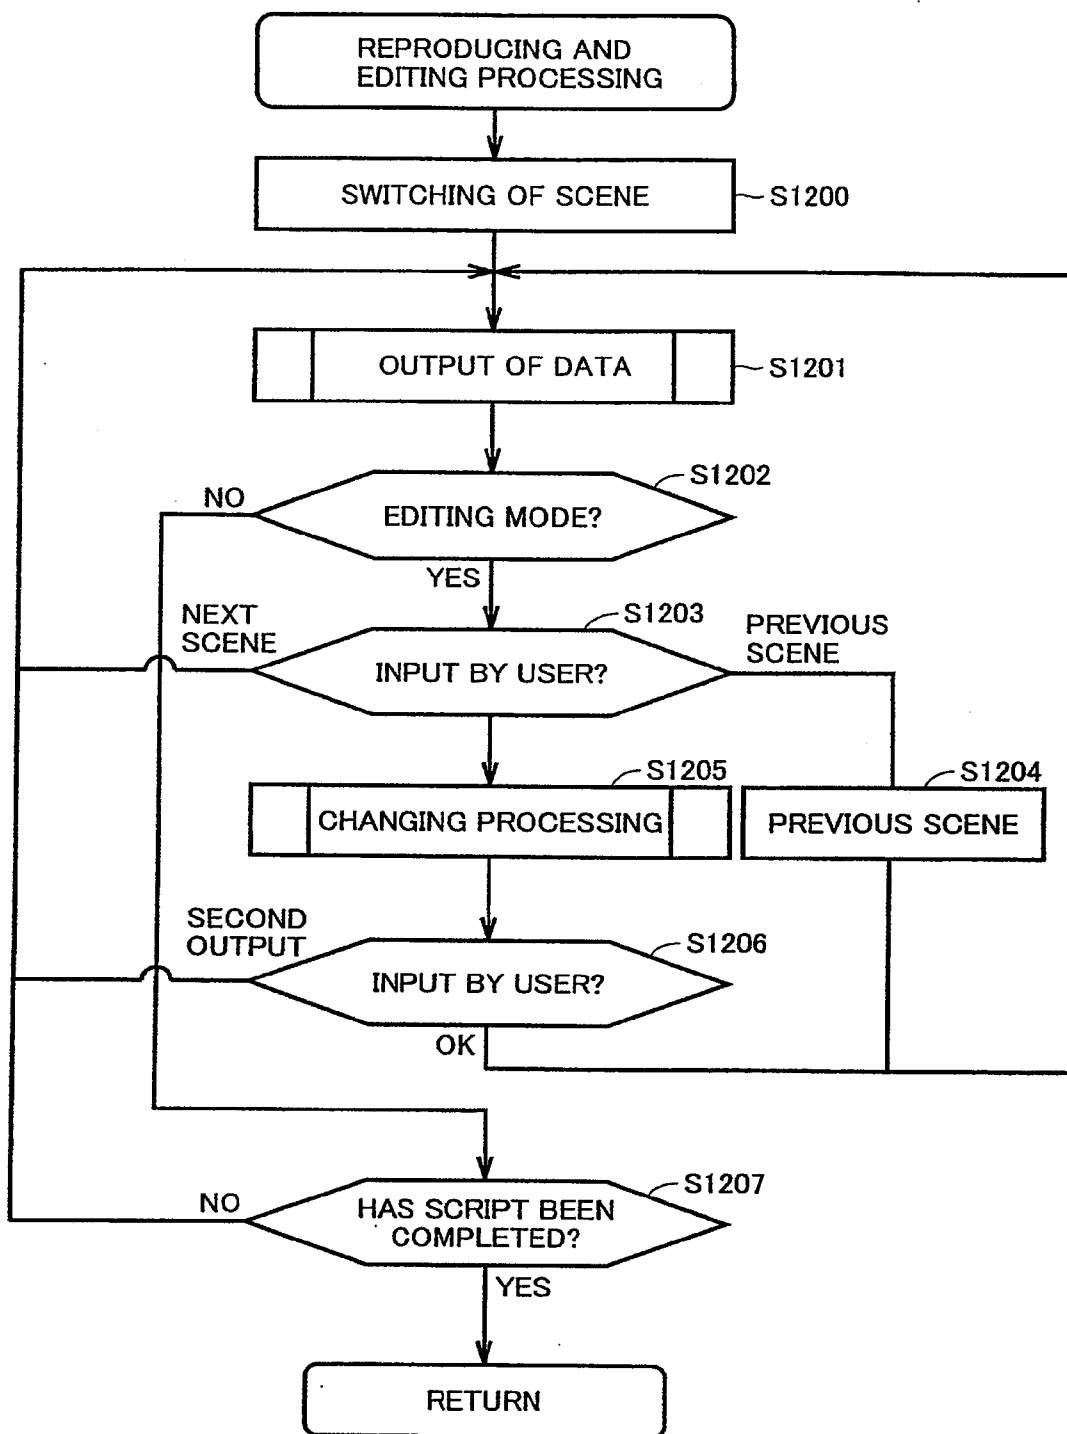 REPRODUCING AND
EDITING PROCESSING
SWITCHING OF SCENE
S1200
OUTPUT OF DATA
S1201
S1202
NO
EDITING MODE?
YES
S1203
NEXT
SCENE
INPUT BY USER?
PREVIOUS
SCENE
S1205
CHANGING PROCESSING
S1204
PREVIOUS SCENE
SECOND
OUTPUT
S1206
INPUT BY USER?
OK
S1207
NO
HAS SCRIPT BEEN
COMPLETED?
YES
RETURN